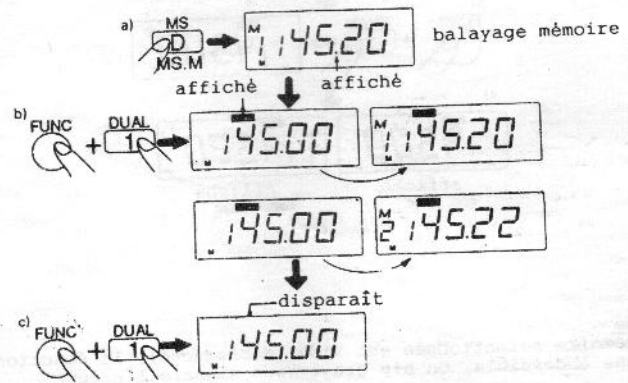 MS
a) D M 1 145.20 balayage mémoire
MS.M
affiché affiché
b) FUNC + DUAL 1 145.00 M 1 145.20
145.00 M 2 145.22
disparaît
c) FUNC + DUAL 1 145.00